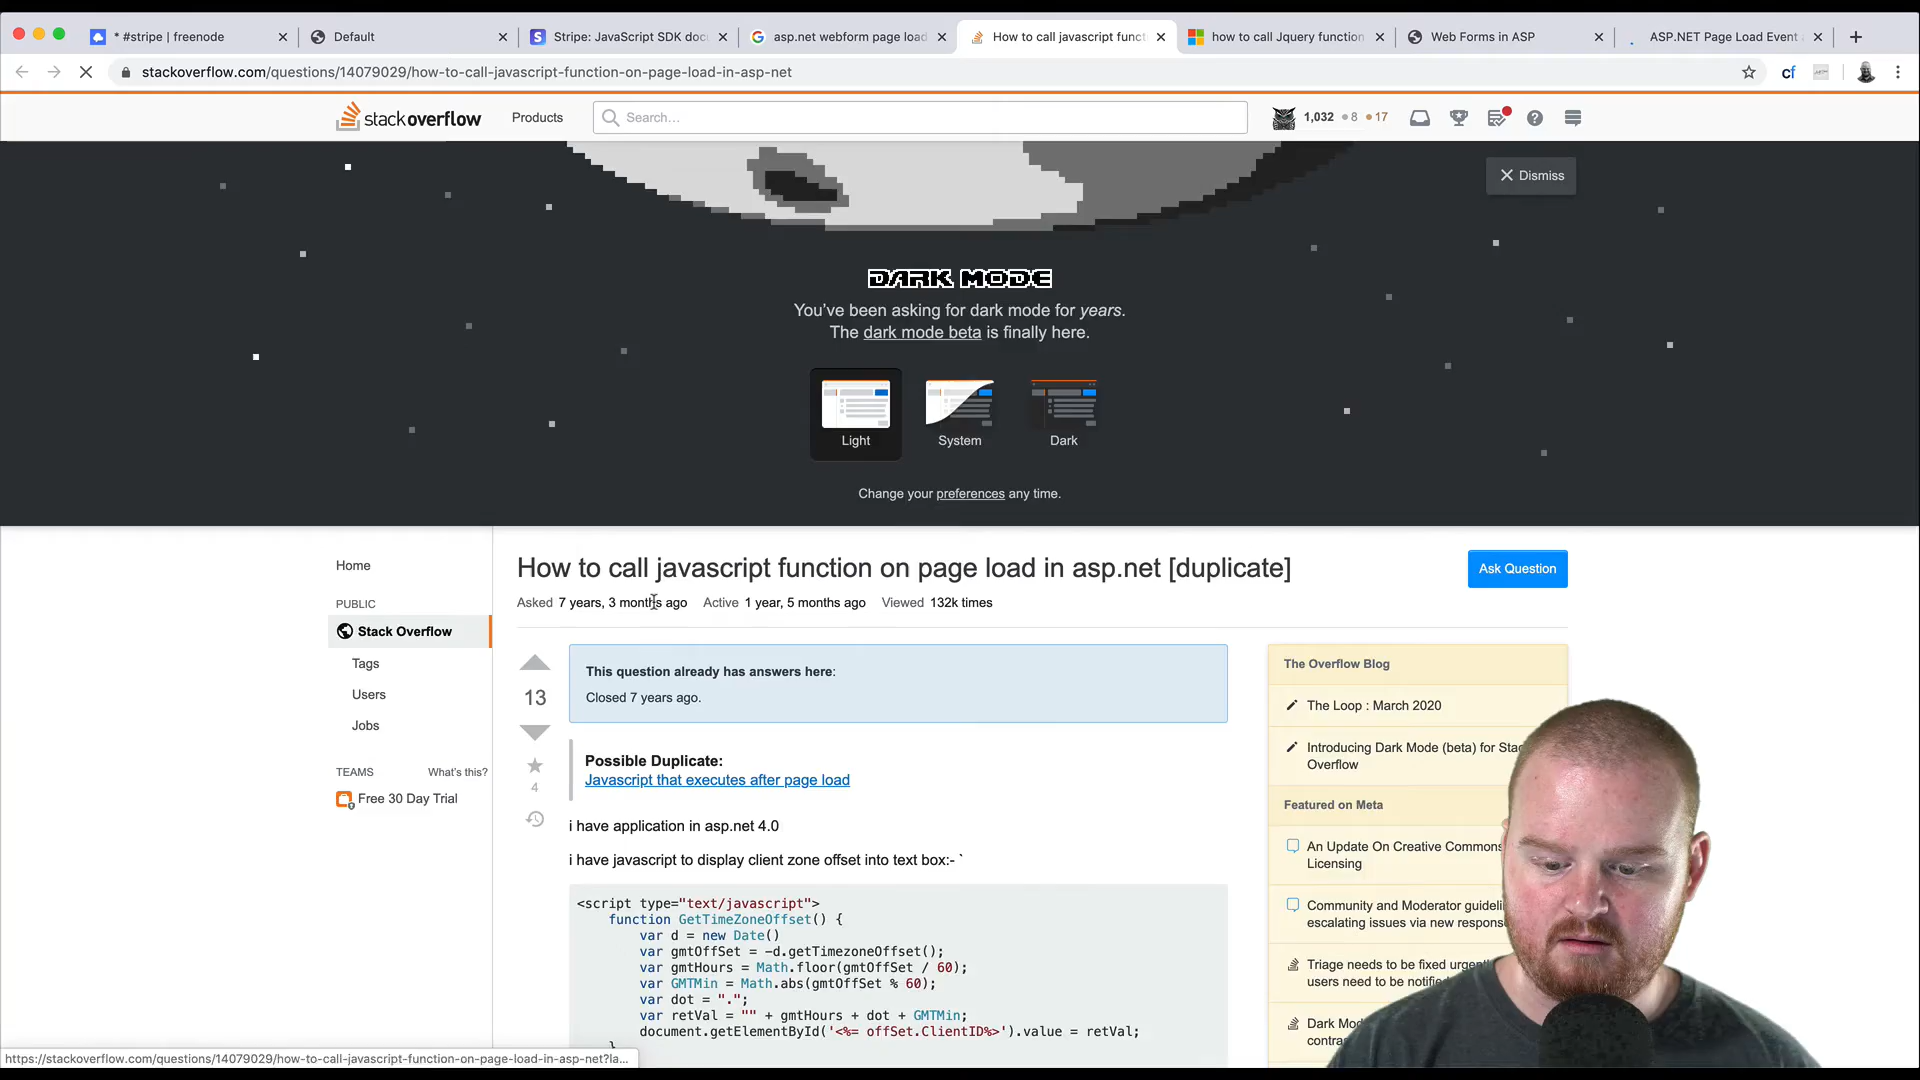 * #stripe | freenode
Default
Stripe: JavaScript SDK docu
asp.net webform page load
How to call javascript funct
how to call Jquery function
Web Forms in ASP
ASP.NET Page Load Event
stackoverflow.com/questions/14079029/how-to-call-javascript-function-on-page-load-in-asp-net
cf
stackoverflow
Products
Search...
1,032 8 17
Dismiss
DARK MODE
You've been asking for dark mode for years.
The dark mode beta is finally here.
Light
System
Dark
Change your preferences any time.
Home
PUBLIC
Stack Overflow
Tags
Users
Jobs
TEAMS What's this?
Free 30 Day Trial
How to call javascript function on page load in asp.net [duplicate]
Ask Question
Asked 7 years, 3 months ago Active 1 year, 5 months ago Viewed 132k times
13
4
This question already has answers here:
Closed 7 years ago.
Possible Duplicate:
Javascript that executes after page load
i have application in asp.net 4.0
i have javascript to display client zone offset into text box:- `
<script type="text/javascript">
function GetTimeZoneOffset() {
var d = new Date()
var gmtOffSet = -d.getTimezoneOffset();
var gmtHours = Math.floor(gmtOffSet / 60);
var GMTMin = Math.abs(gmtOffSet % 60);
var dot = ".";
var retVal = "" + gmtHours + dot + GMTMin;
document.getElementById('<%= offSet.ClientID%>').value = retVal;
}
The Overflow Blog
The Loop : March 2020
Introducing Dark Mode (beta) for Stac
Overflow
Featured on Meta
An Update On Creative Commons
Licensing
Community and Moderator guideli
escalating issues via new respons
Triage needs to be fixed urgent
users need to be notifie
Dark Mod
contra
https://stackoverflow.com/questions/14079029/how-to-call-javascript-function-on-page-load-in-asp-net?la...